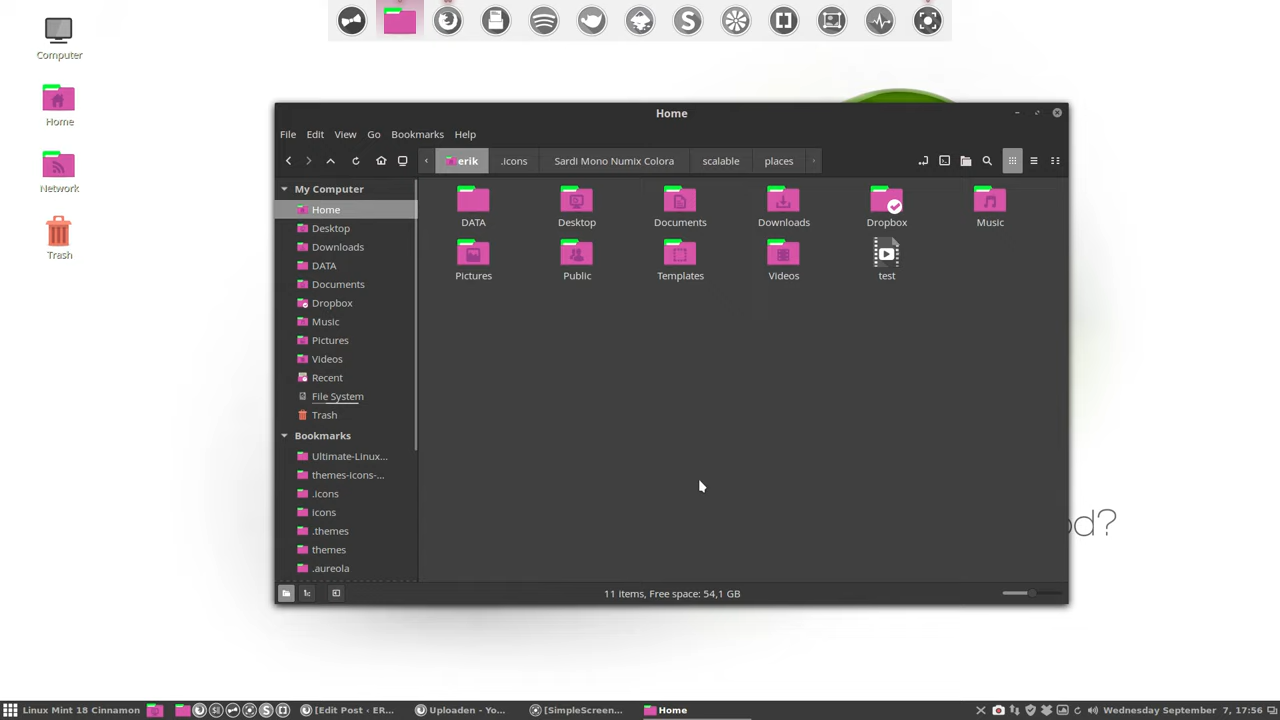 Computer
Home
Network
Trash
Home
File Edit View Go Bookmarks Help
erik .icons Sardi Mono Numix Colora scalable places
My Computer
Home
Desktop
Downloads
DATA
Documents
Dropbox
Music
Pictures
Videos
Recent
File System
Trash
Bookmarks
Ultimate-Linux...
themes-icons-...
.icons
icons
.themes
themes
.aureola
DATA Desktop Documents Downloads Dropbox Music
Pictures Public Templates Videos test
11 items, Free space: 54,1 GB
od?
Linux Mint 18 Cinnamon [Edit Post ‹ ER... Uploaden - Yo... [SimpleScreen... Home Wednesday September 7, 17:56